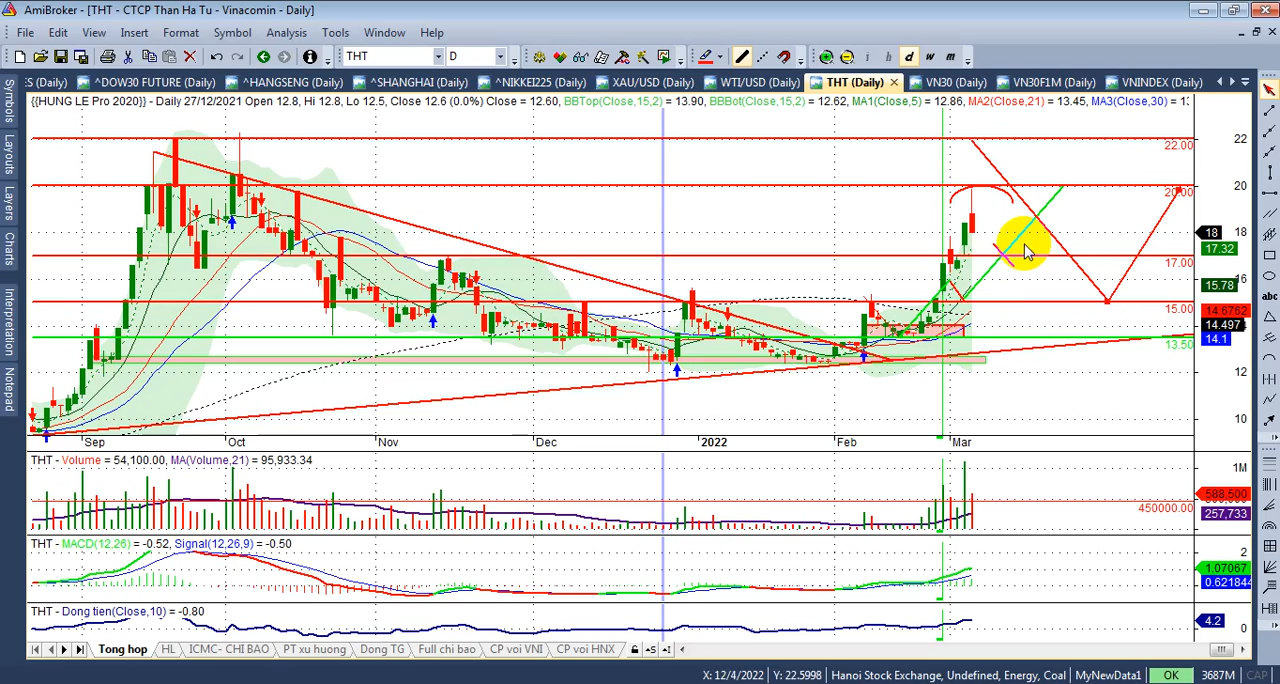 AmiBroker - [THT - CTCP Than Ha Tu - Vinacomin - Daily]
File Edit View Insert Format Symbol Analysis Tools Window Help
THT D i h d w m
S (Daily) ^DOW30 FUTURE (Daily) ^HANGSENG (Daily) ^SHANGHAI (Daily) ^NIKKEI225 (Daily) XAU/USD (Daily) WTI/USD (Daily) THT (Daily) VN30 (Daily) VN30F1M (Daily) VNINDEX (Daily)
Symbols
Layouts
Layers
Charts
Interpretation
Notepad
abc
{{HUNG LE Pro 2020}} - Daily 27/12/2021 Open 12.8, Hi 12.8, Lo 12.5, Close 12.6 (0.0%) Close = 12.60, BBTop(Close,15,2) = 13.90, BBBot(Close,15,2) = 12.62, MA1(Close,5) = 12.86, MA2(Close,21) = 13.45, MA3(Close,30) =
22
22.00
20
20.00
18
18
17.32
17.00
16
15.78
15.00
14.6762
14.497
14.1
13.50
12
10
Sep Oct Nov Dec 2022 Feb Mar
THT - Volume = 54,100.00, MA(Volume,21) = 95,933.34
1M
588,500
450000.00
257,733
THT - MACD(12,26) = -0.52, Signal(12,26,9) = -0.50
2
1.07067
0.621844
THT - Dong tien(Close,10) = -0.80
4.2
0
Tong hop HL ICMC- CHI BAO PT xu huong Dong TG Full chi bao CP voi VNI CP voi HNX
X: 12/4/2022 Y: 22.5998 Hanoi Stock Exchange, Undefined, Energy, Coal MyNewData1 OK 3687M CAP